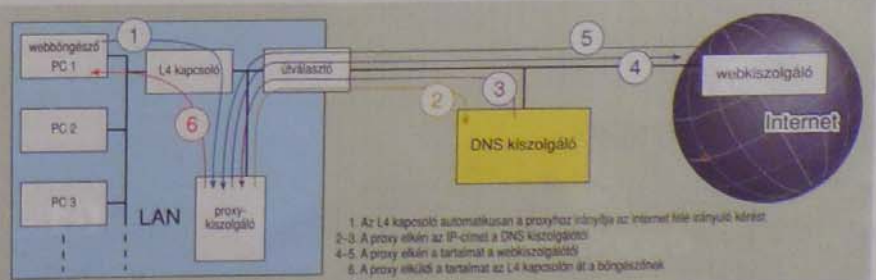 webböngésző
PC 1
1
L4 kapcsoló
útválasztó
5
4
webkiszolgáló
Internet
2
3
6
PC 2
DNS kiszolgáló
PC 3
LAN
proxy-
kiszolgáló
1. Az L4 kapcsoló automatikusan a proxyhoz irányítja az internet felé irányuló kérést
2–3. A proxy elkéri az IP-címet a DNS kiszolgálótól
4–5. A proxy elkéri a tartalmat a webkiszolgálótól
6. A proxy elküldi a tartalmat az L4 kapcsolón át a böngészőnek